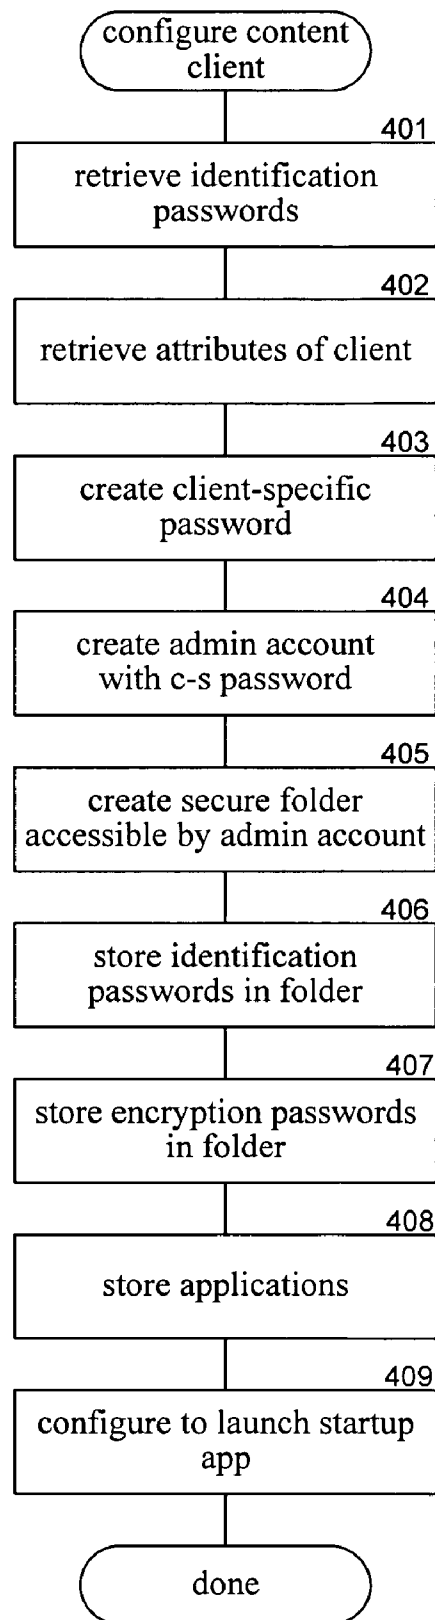 configure content
client
401
retrieve identification
passwords
402
retrieve attributes of client
403
create client-specific
password
404
create admin account
with c-s password
405
create secure folder
accessible by admin account
406
store identification
passwords in folder
407
store encryption passwords
in folder
408
store applications
409
configure to launch startup
app
done